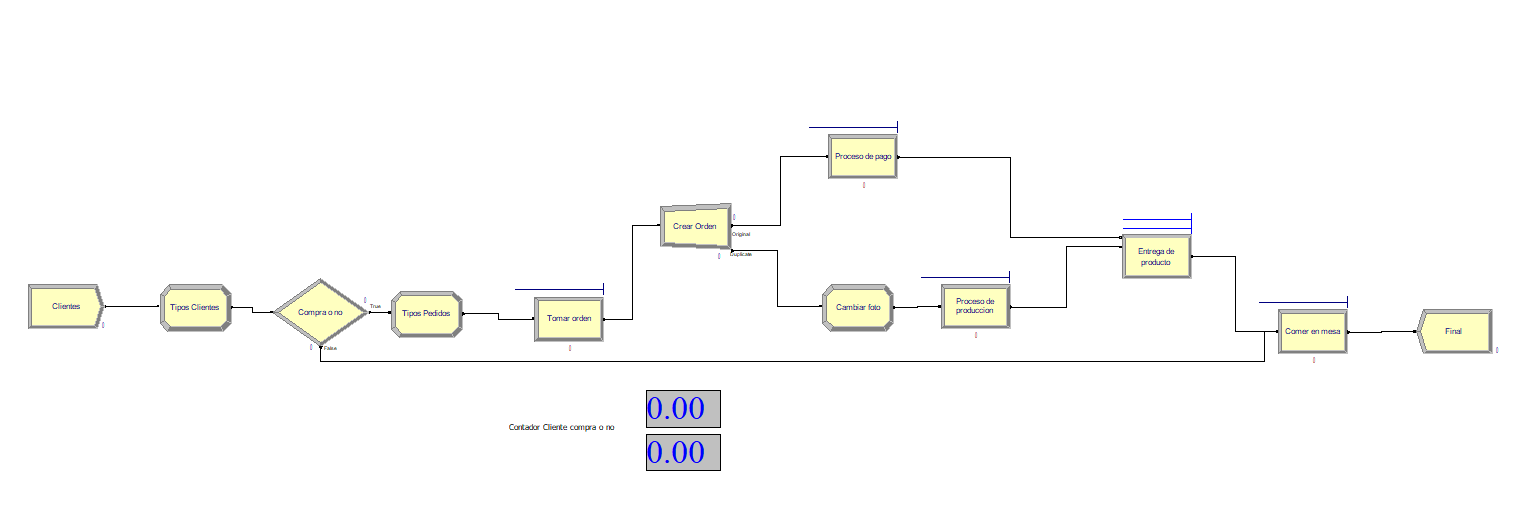 Proceso de pago
Crear Orden
Original
Duplicate
Entrega de
producto
Clientes
Tipos Clientes
Compra o no
True
False
Tipos Pedidos
Tomar orden
Cambiar foto
Proceso de
produccion
Comer en mesa
Final
Contador Cliente compra o no
0.00
0.00